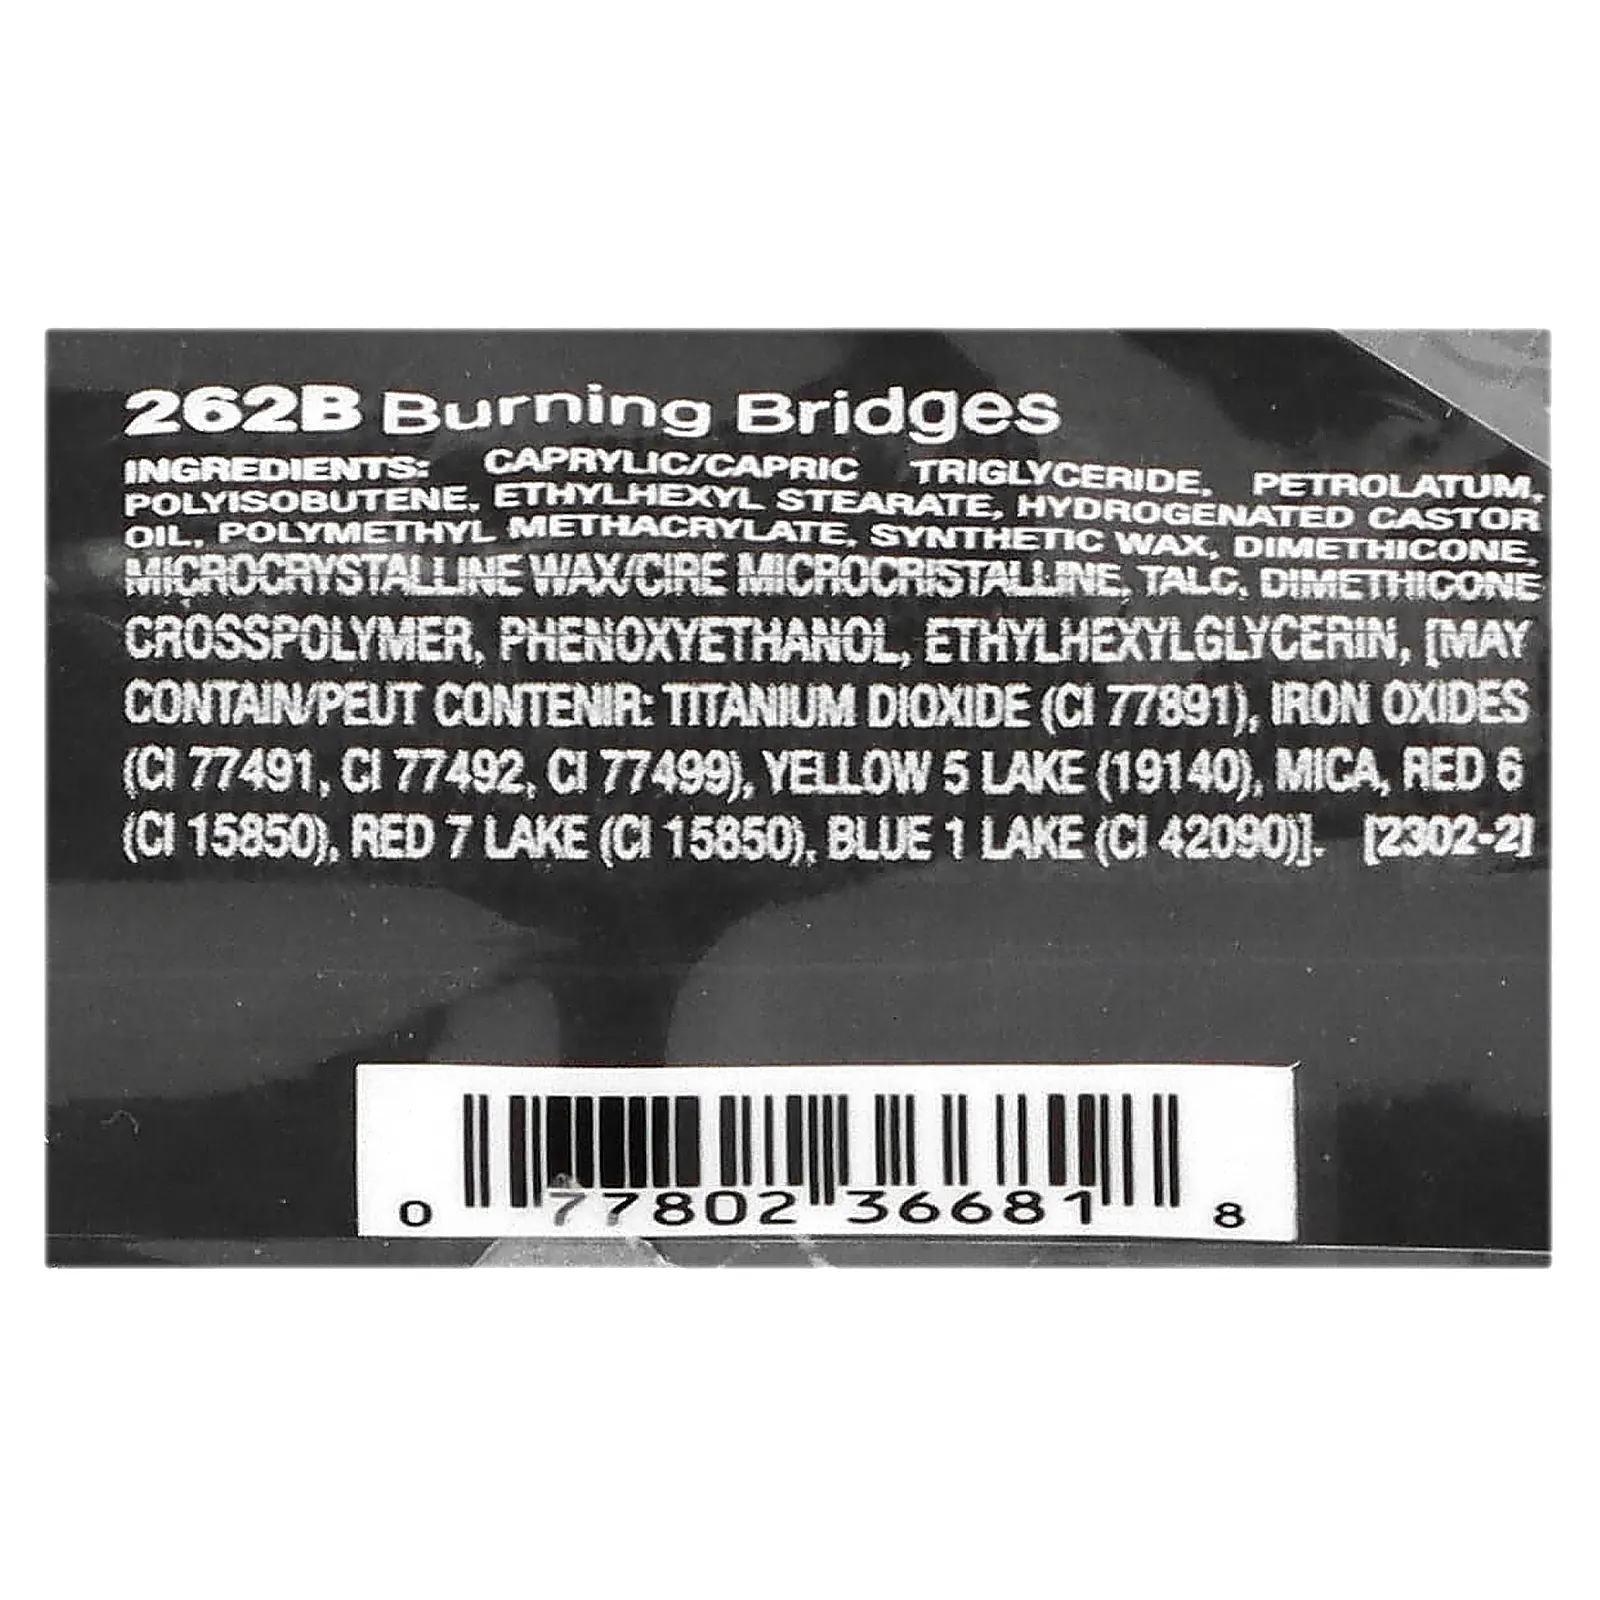 262B Burning Bridges
INGREDIENTS: CAPRYLIC/CAPRIC TRIGLYCERIDE, PETROLATUM,
POLYISOBUTENE, ETHYLHEXYL STEARATE, HYDROGENATED CASTOR
OIL, POLYMETHYL METHACRYLATE, SYNTHETIC WAX, DIMETHICONE,
MICROCRYSTALLINE WAX/CIRE MICROCRISTALLINE, TALC, DIMETHICONE
CROSSPOLYMER, PHENOXYETHANOL, ETHYLHEXYLGLYCERIN, [MAY
CONTAIN/PEUT CONTENIR: TITANIUM DIOXIDE (CI 77891), IRON OXIDES
(CI 77491, CI 77492, CI 77499), YELLOW 5 LAKE (19140), MICA, RED 6
(CI 15850), RED 7 LAKE (CI 15850), BLUE 1 LAKE (CI 42090)]. [2302-2]
0 77802 36681 8